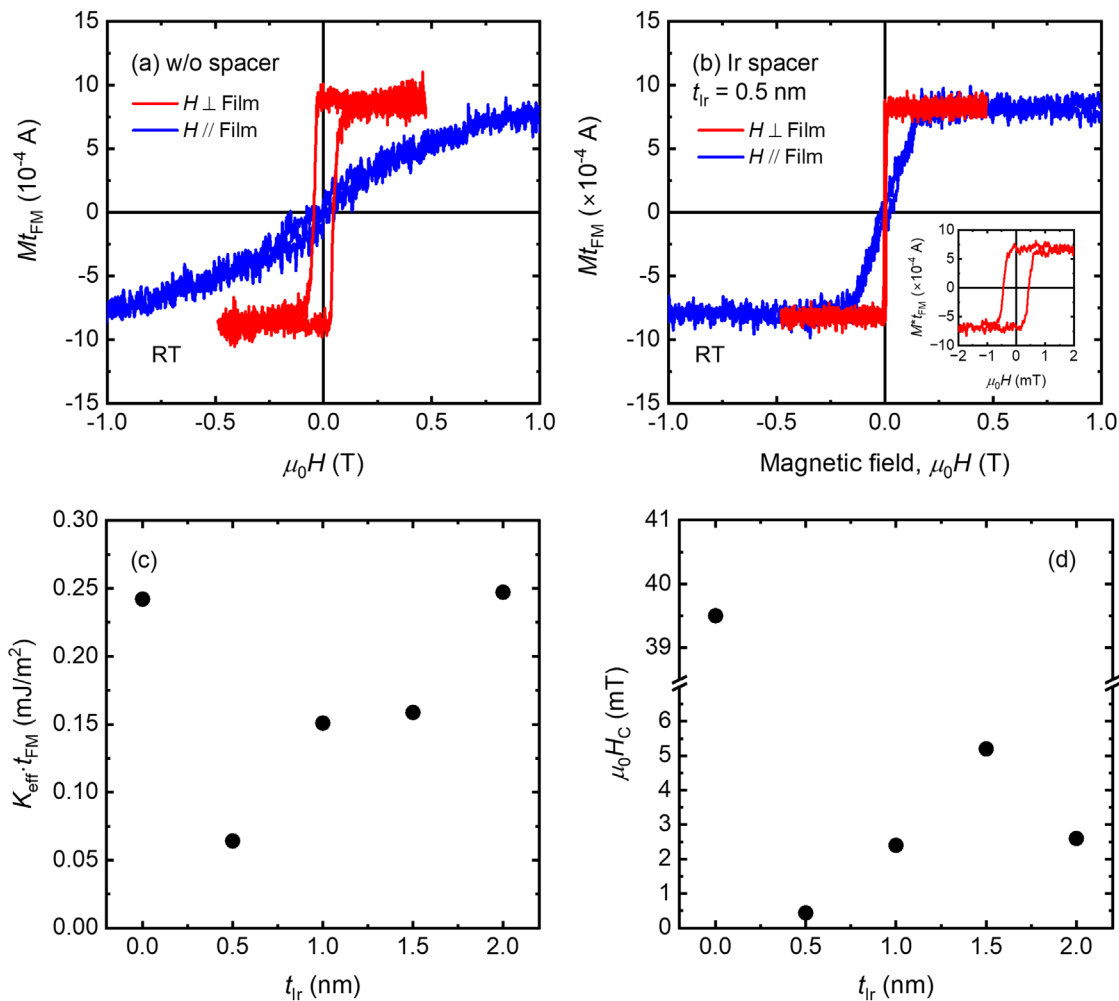 (a) w/o spacer
H ⊥ Film
H // Film
RT
15
10
5
0
-5
-10
-15
Mt_FM (10⁻⁴ A)
-1.0 -0.5 0.0 0.5 1.0
μ₀H (T)
(b) Ir spacer
t_Ir = 0.5 nm
H ⊥ Film
H // Film
RT
15
10
5
0
-5
-10
-15
Mt_FM (×10⁻⁴ A)
-1.0 -0.5 0.0 0.5 1.0
Magnetic field, μ₀H (T)
10
5
0
−5
−10
M*t_FM (×10⁻⁴ A)
−2 −1 0 1 2
μ₀H (mT)
(c)
0.30
0.25
0.20
0.15
0.10
0.05
0.00
K_eff·t_FM (mJ/m²)
0.0 0.5 1.0 1.5 2.0
t_Ir (nm)
(d)
41
40
39
6
5
4
3
2
1
0
μ₀H_C (mT)
0.0 0.5 1.0 1.5 2.0
t_Ir (nm)